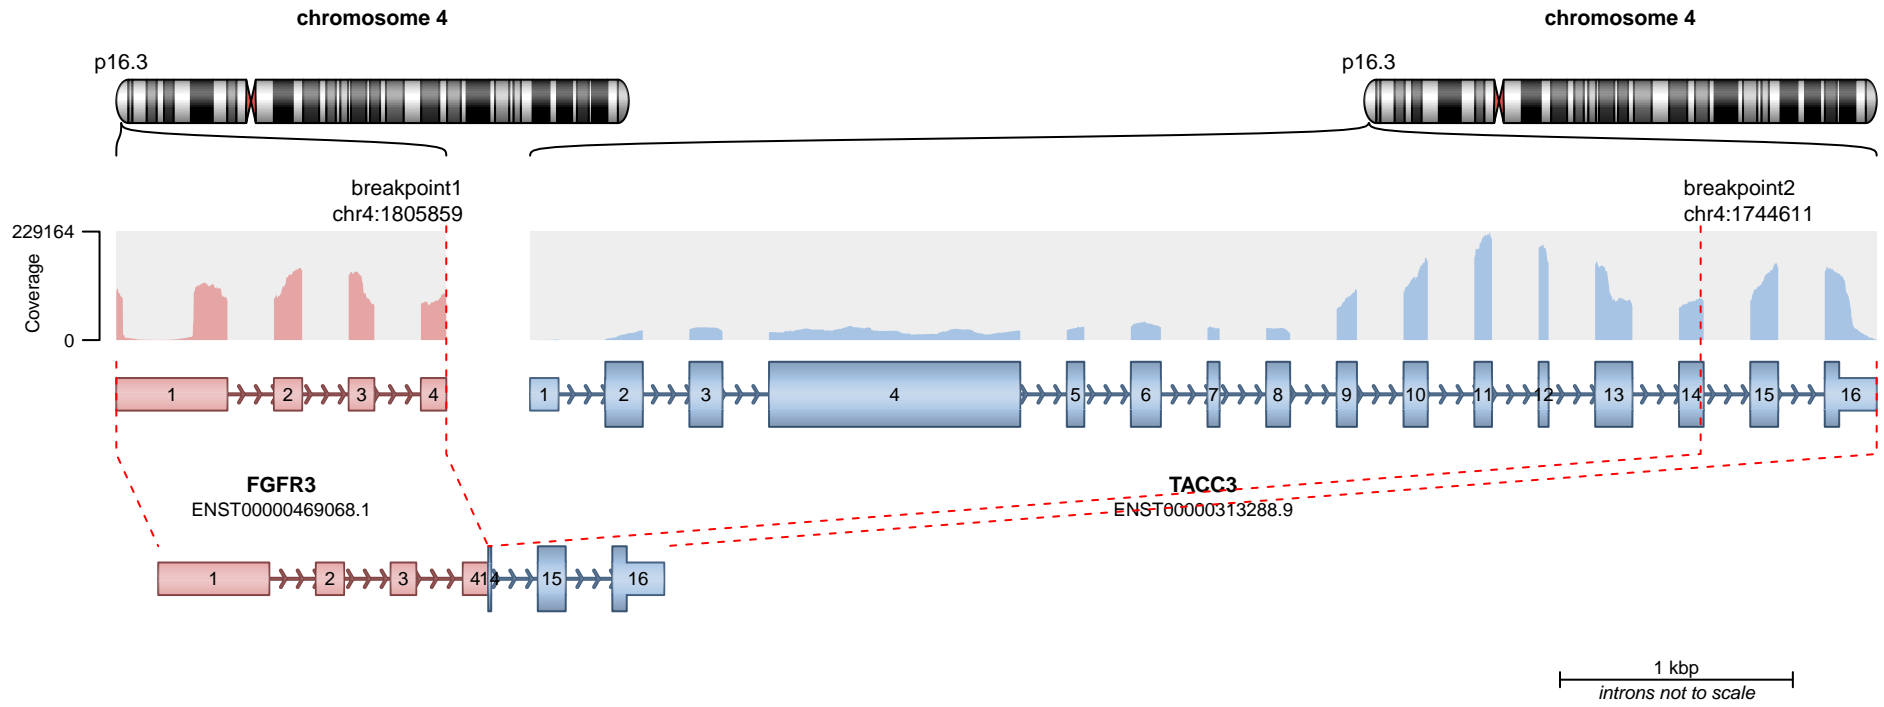 chromosome 4
chromosome 4
p16.3
p16.3
breakpoint1
chr4:1805859
breakpoint2
chr4:1744611
229164
Coverage
0
1 2 3 4
1 2 3 4 5 6 7 8 9 10 11 12 13 14 15 16
FGFR3
ENST00000469068.1
TACC3
ENST00000313288.9
1 2 3 4 14 15 16
1 kbp
introns not to scale